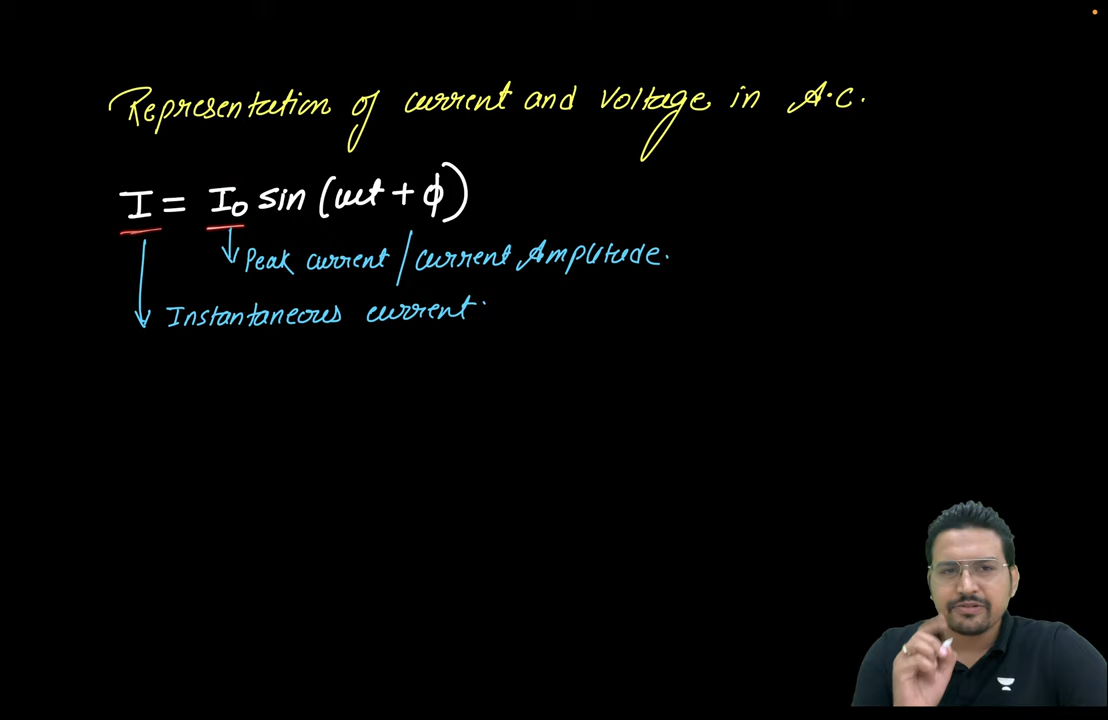 Representation of current and voltage in A.C.
I = I₀ sin (ωt + ϕ)
Peak current / current Amplitude.
Instantaneous current.